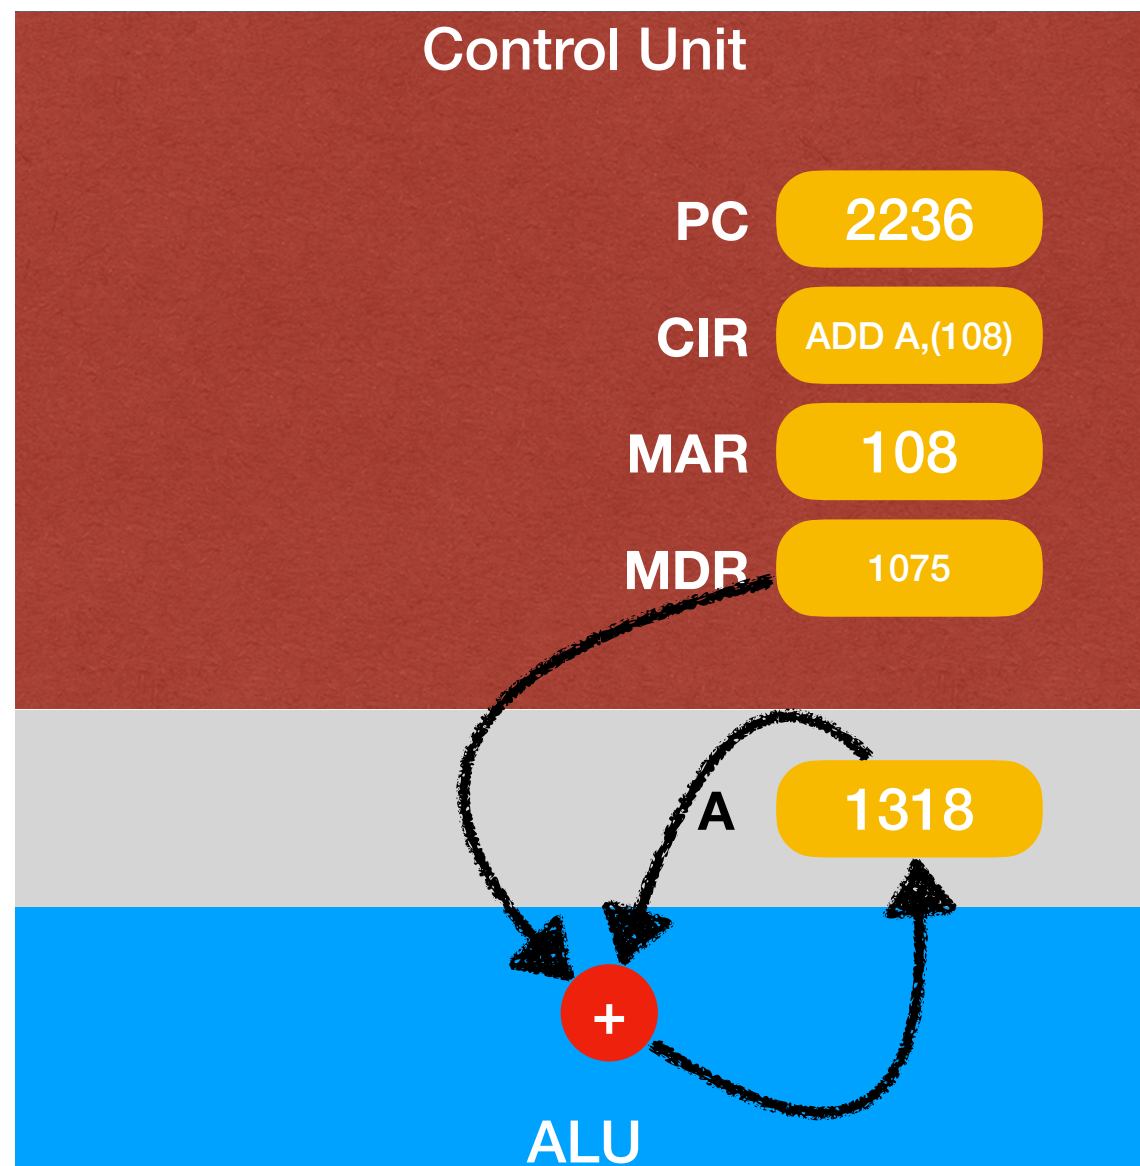 Control Unit
PC 2236
CIR ADD A,(108)
MAR 108
MDR 1075
A 1318
+
ALU